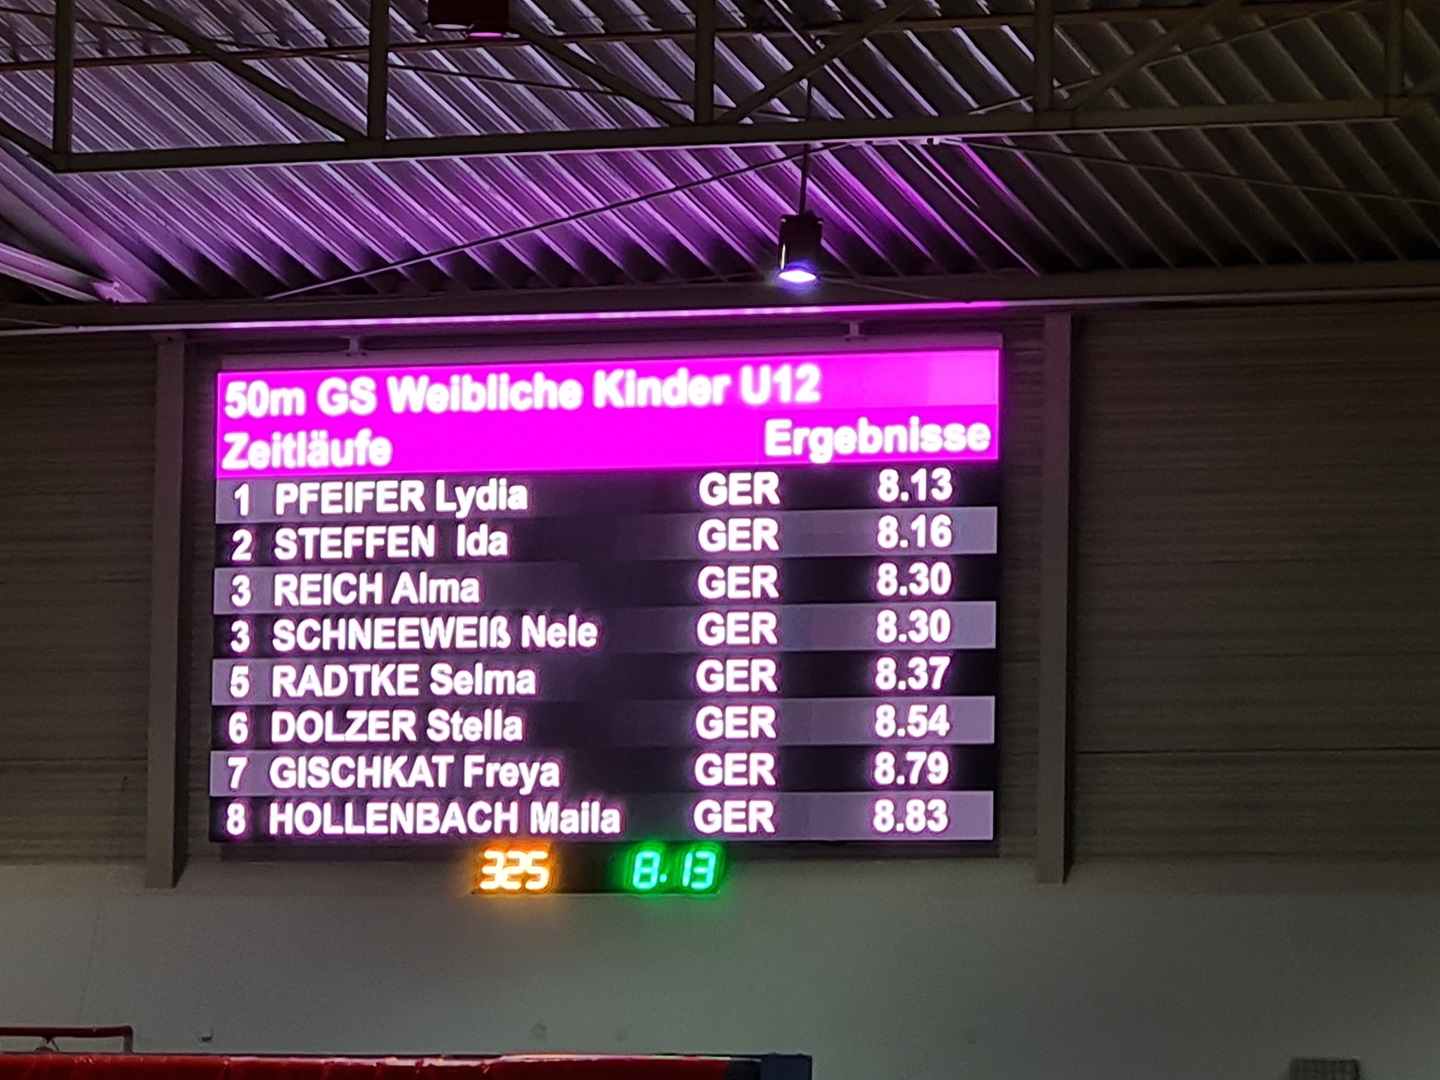 50m GS Weibliche Kinder U12
Zeitläufe Ergebnisse
1 PFEIFER Lydia GER 8.13
2 STEFFEN Ida GER 8.16
3 REICH Alma GER 8.30
3 SCHNEEWEIß Nele GER 8.30
5 RADTKE Selma GER 8.37
6 DOLZER Stella GER 8.54
7 GISCHKAT Freya GER 8.79
8 HOLLENBACH Maila GER 8.83
325 8.13